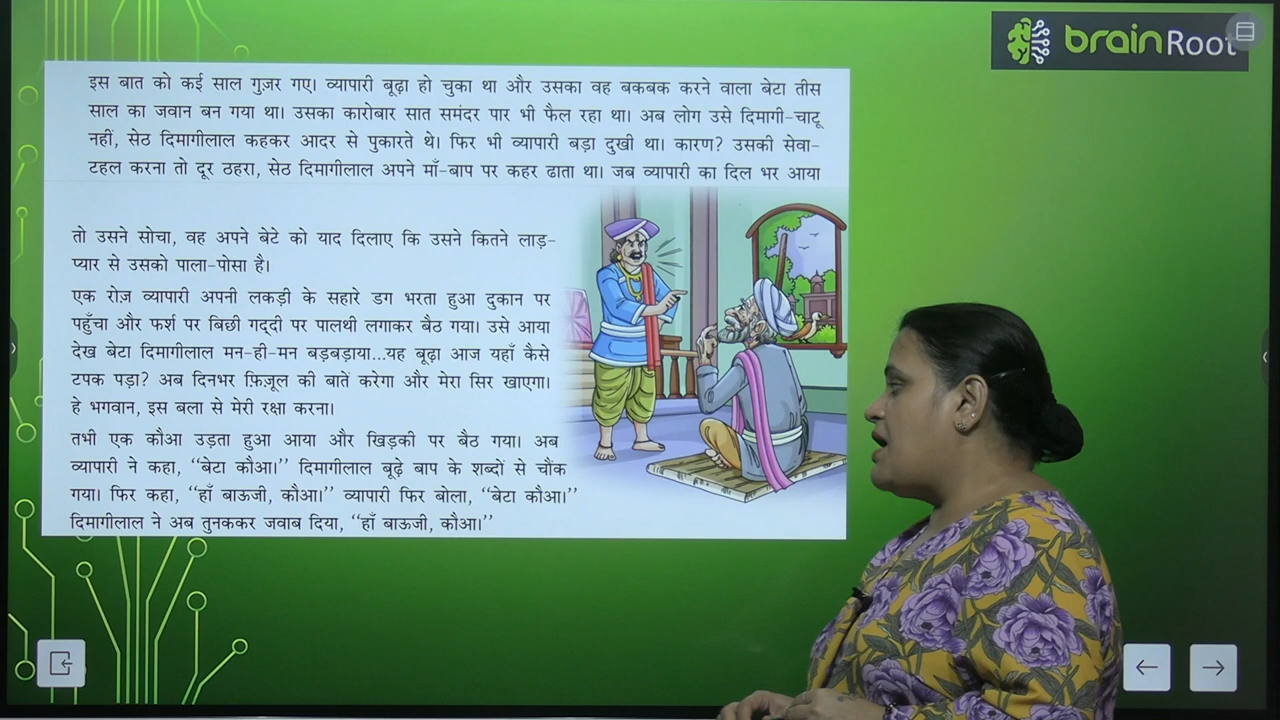 brainRoot
इस बात को कई साल गुज़र गए। व्यापारी बूढ़ा हो चुका था और उसका वह बकबक करने वाला बेटा तीस
साल का जवान बन गया था। उसका कारोबार सात समंदर पार भी फैल रहा था। अब लोग उसे दिमागी-चाटू
नहीं, सेठ दिमागीलाल कहकर आदर से पुकारते थे। फिर भी व्यापारी बड़ा दुखी था। कारण? उसकी सेवा-
टहल करना तो दूर ठहरा, सेठ दिमागीलाल अपने माँ-बाप पर कहर ढाता था। जब व्यापारी का दिल भर आया
तो उसने सोचा, वह अपने बेटे को याद दिलाए कि उसने कितने लाड़-
प्यार से उसको पाला-पोसा है।
एक रोज़ व्यापारी अपनी लकड़ी के सहारे डग भरता हुआ दुकान पर
पहुँचा और फर्श पर बिछी गद्दी पर पालथी लगाकर बैठ गया। उसे आया
देख बेटा दिमागीलाल मन-ही-मन बड़बड़ाया...यह बूढ़ा आज यहाँ कैसे
टपक पड़ा? अब दिनभर फ़िज़ूल की बातें करेगा और मेरा सिर खाएगा।
हे भगवान, इस बला से मेरी रक्षा करना।
तभी एक कौआ उड़ता हुआ आया और खिड़की पर बैठ गया। अब
व्यापारी ने कहा, “बेटा कौआ।” दिमागीलाल बूढ़े बाप के शब्दों से चौंक
गया। फिर कहा, “हाँ बाऊजी, कौआ।” व्यापारी फिर बोला, “बेटा कौआ।”
दिमागीलाल ने अब तुनककर जवाब दिया, “हाँ बाऊजी, कौआ।”